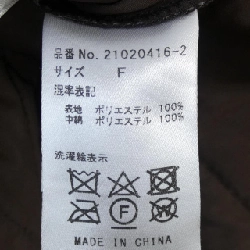 品番 No. 21020416-2
サイズ F
混率表記
表地 ポリエステル 100%
中綿 ポリエステル 100%
洗濯絵表示
F
MADE IN CHINA